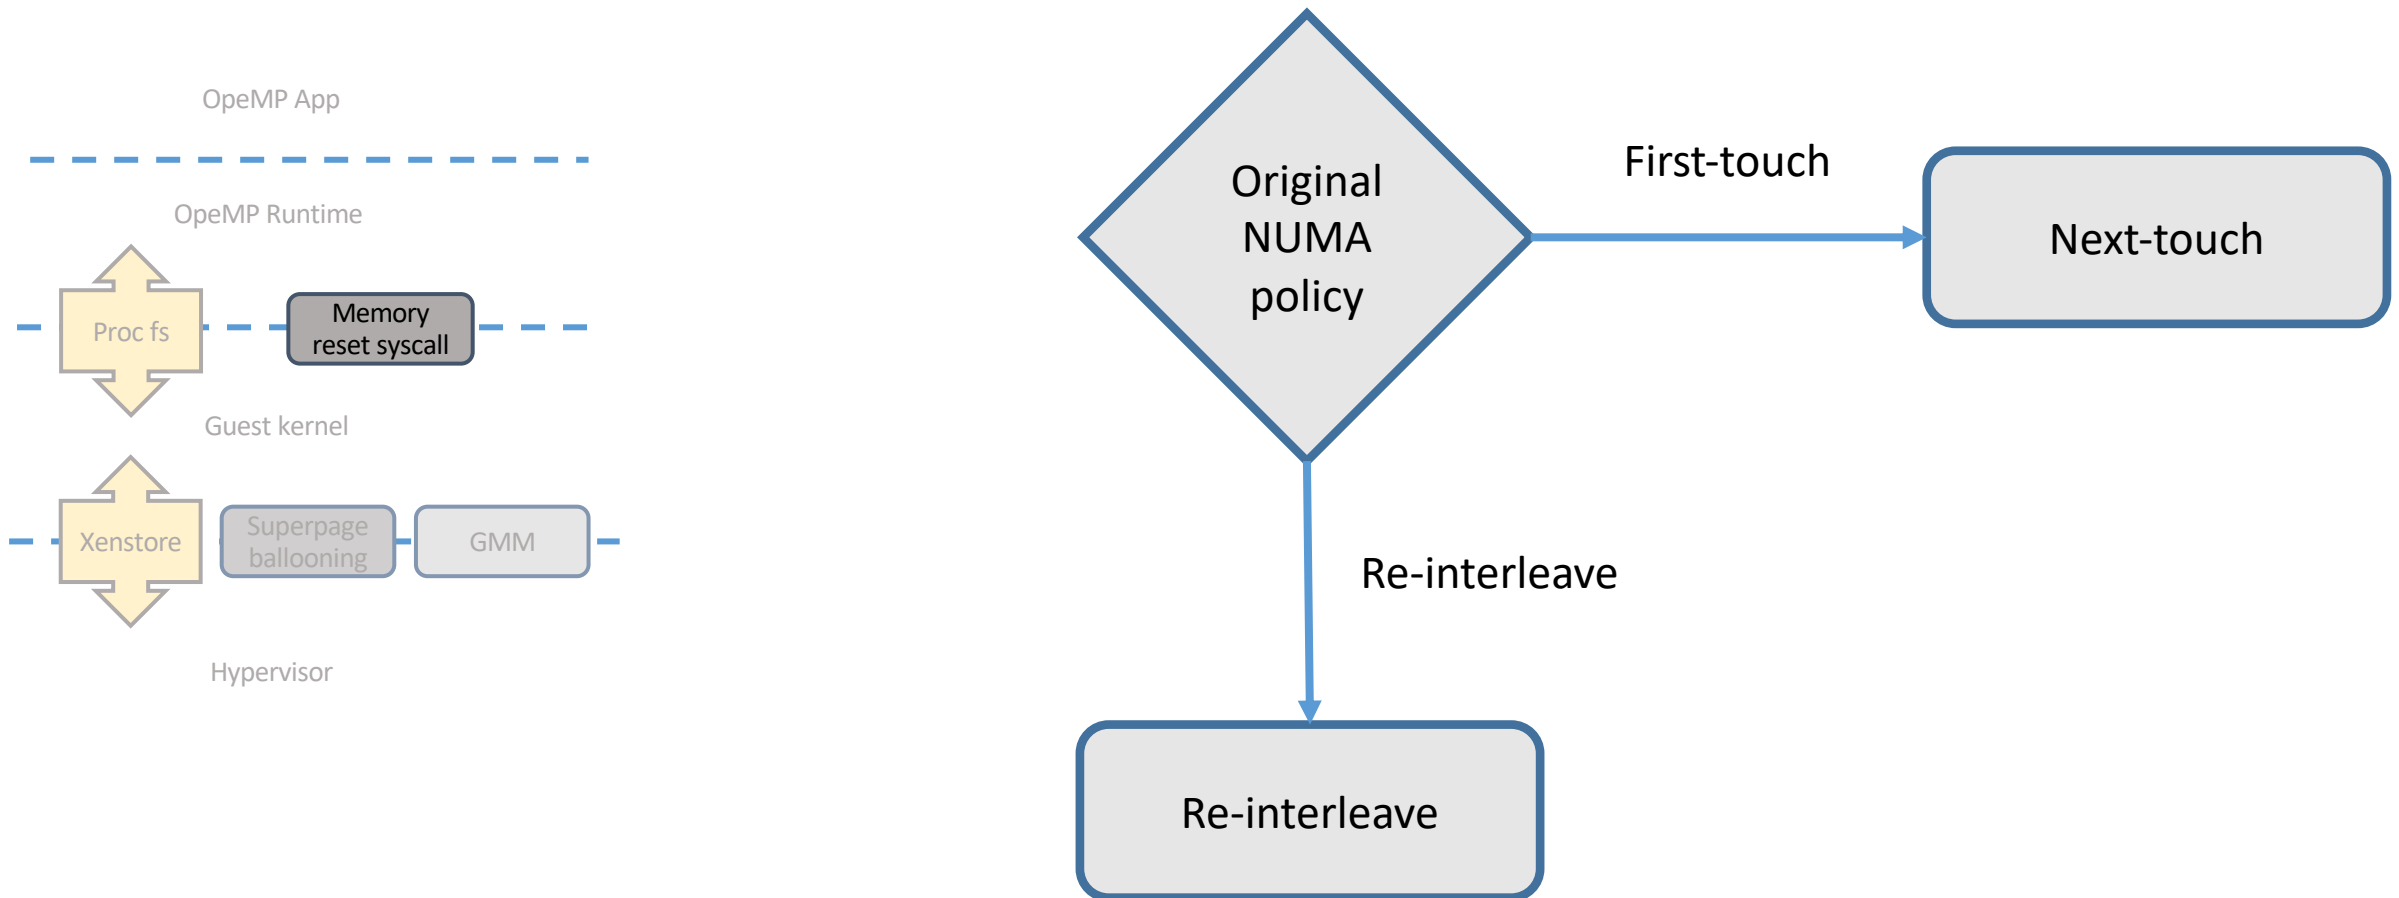 OpeMP App
OpeMP Runtime
Proc fs
Memory
reset syscall
Guest kernel
Xenstore
Superpage
ballooning
GMM
Hypervisor
Original
NUMA
policy
First-touch
Next-touch
Re-interleave
Re-interleave